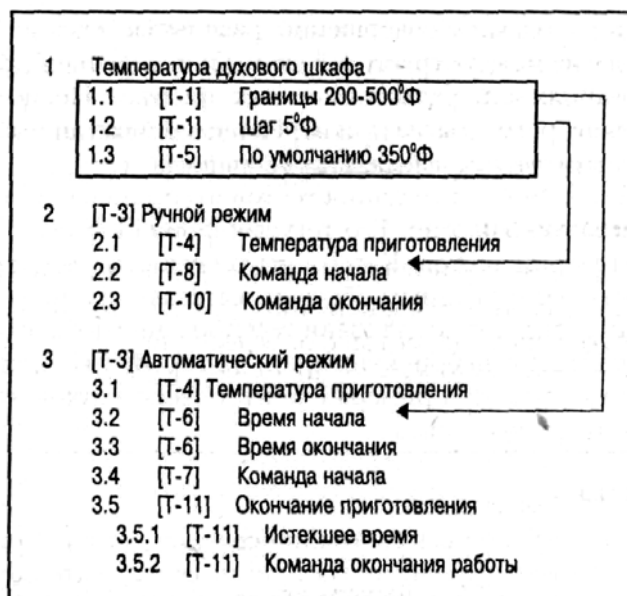 1 Температура духового шкафа
1.1 [Т-1] Границы 200-500⁰Ф
1.2 [Т-1] Шаг 5⁰Ф
1.3 [Т-5] По умолчанию 350⁰Ф
2 [Т-3] Ручной режим
2.1 [Т-4] Температура приготовления
2.2 [Т-8] Команда начала
2.3 [Т-10] Команда окончания
3 [Т-3] Автоматический режим
3.1 [Т-4] Температура приготовления
3.2 [Т-6] Время начала
3.3 [Т-6] Время окончания
3.4 [Т-7] Команда начала
3.5 [Т-11] Окончание приготовления
3.5.1 [Т-11] Истекшее время
3.5.2 [Т-11] Команда окончания работы